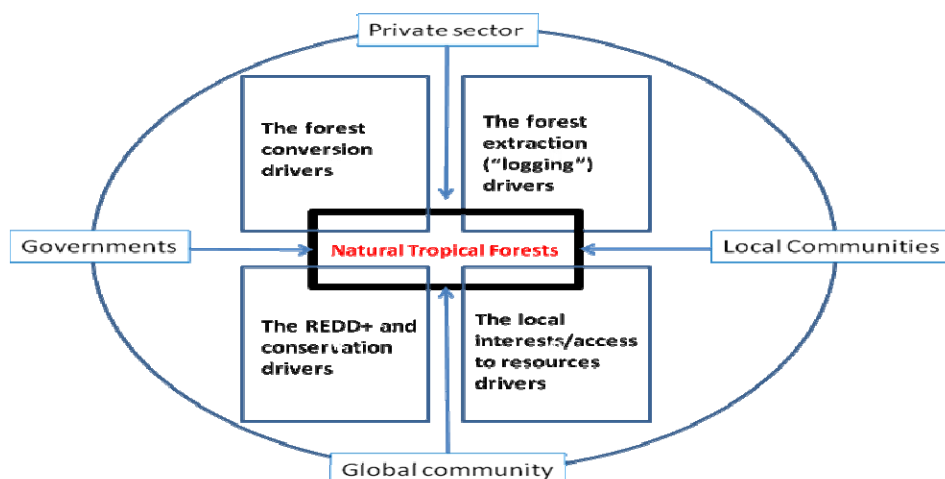 Private sector
The forest
conversion
drivers
The forest
extraction
("logging")
drivers
Governments
Natural Tropical Forests
Local Communities
The REDD+ and
conservation
drivers
The local
interests/access
to resources
drivers
Global community